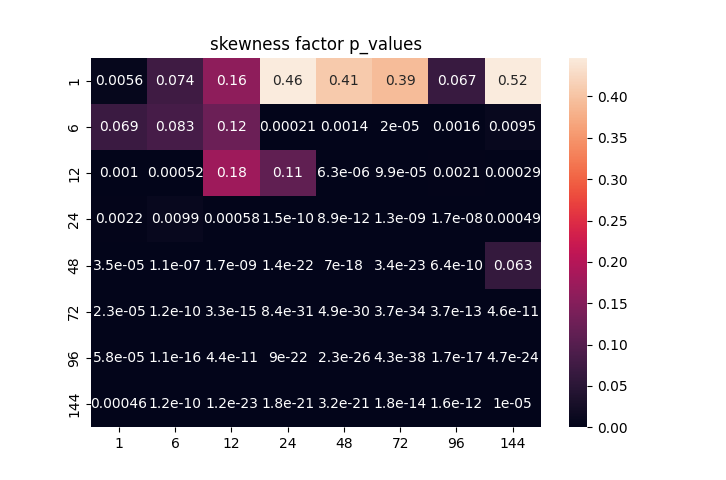 skewness factor p_values
1 0.0056 0.074 0.16 0.46 0.41 0.39 0.067 0.52
6 0.069 0.083 0.12 0.00021 0.0014 2e-05 0.0016 0.0095
12 0.001 0.00052 0.18 0.11 6.3e-06 9.9e-05 0.0021 0.00029
24 0.0022 0.0099 0.00058 1.5e-10 8.9e-12 1.3e-09 1.7e-08 0.00049
48 3.5e-05 1.1e-07 1.7e-09 1.4e-22 7e-18 3.4e-23 6.4e-10 0.063
72 2.3e-05 1.2e-10 3.3e-15 8.4e-31 4.9e-30 3.7e-34 3.7e-13 4.6e-11
96 5.8e-05 1.1e-16 4.4e-11 9e-22 2.3e-26 4.3e-38 1.7e-17 4.7e-24
144 0.00046 1.2e-10 1.2e-23 1.8e-21 3.2e-21 1.8e-14 1.6e-12 1e-05
1 6 12 24 48 72 96 144
0.40
0.35
0.30
0.25
0.20
0.15
0.10
0.05
0.00